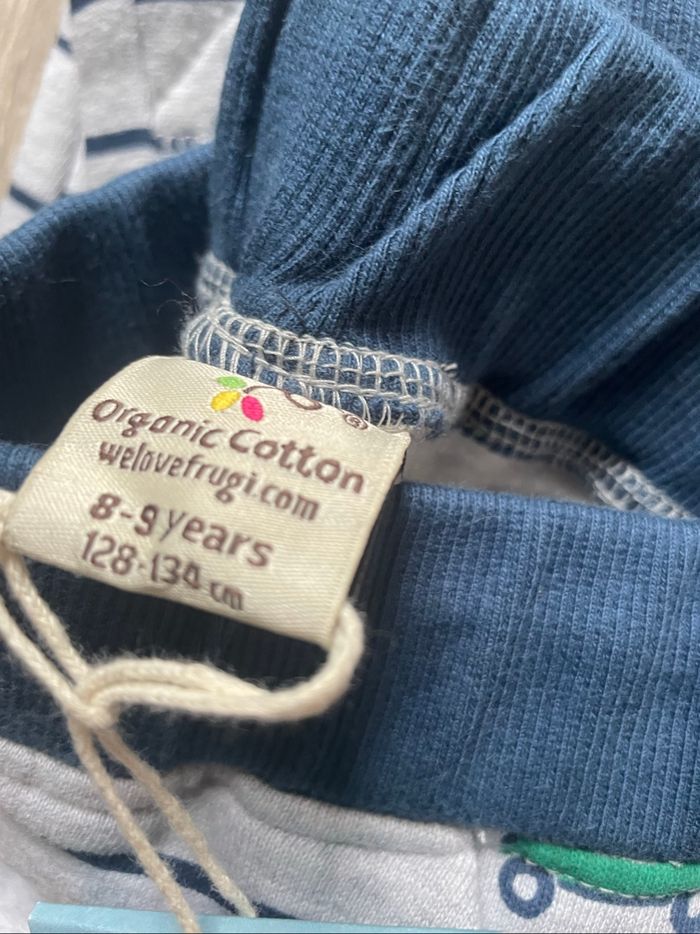 Organic Cotton
welovefrugi.com
8-9 years
128-134 cm